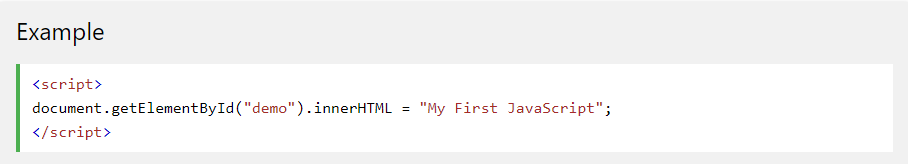 Example
<script>
document.getElementById("demo").innerHTML = "My First JavaScript";
</script>